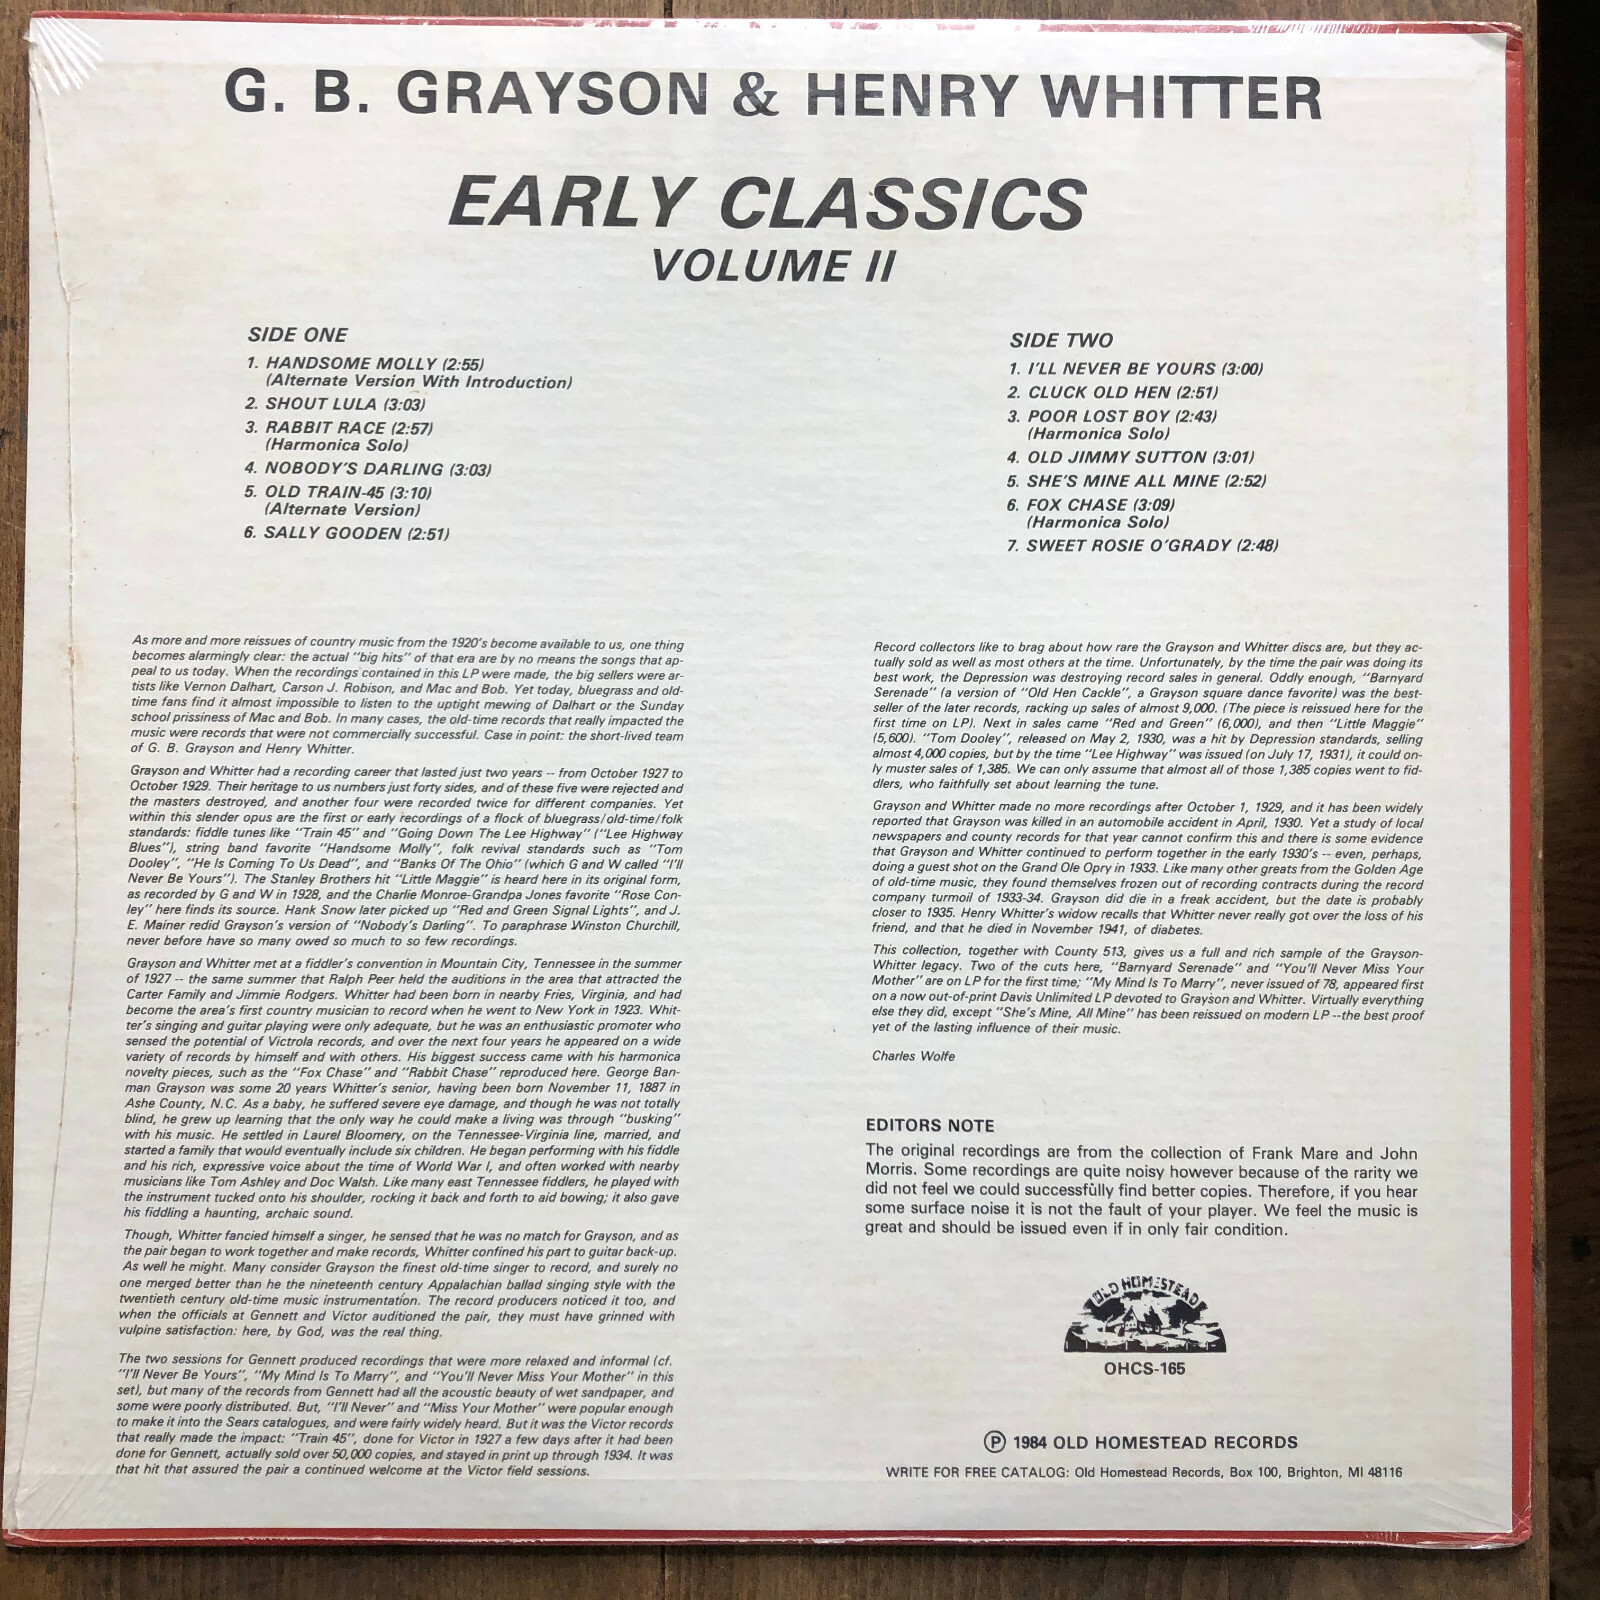 G. B. GRAYSON & HENRY WHITTER
EARLY CLASSICS
VOLUME II
SIDE ONE
1. HANDSOME MOLLY (2:55)
(Alternate Version With Introduction)
2. SHOUT LULA (3:03)
3. RABBIT RACE (2:57)
(Harmonica Solo)
4. NOBODY'S DARLING (3:03)
5. OLD TRAIN-45 (3:10)
(Alternate Version)
6. SALLY GOODEN (2:51)
SIDE TWO
1. I'LL NEVER BE YOURS (3:00)
2. CLUCK OLD HEN (2:51)
3. POOR LOST BOY (2:43)
(Harmonica Solo)
4. OLD JIMMY SUTTON (3:01)
5. SHE'S MINE ALL MINE (2:52)
6. FOX CHASE (3:09)
(Harmonica Solo)
7. SWEET ROSIE O'GRADY (2:48)
As more and more reissues of country music from the 1920's become available to us, one thing
becomes alarmingly clear: the actual "big hits" of that era are by no means the songs that ap-
peal to us today. When the recordings contained in this LP were made, the big sellers were ar-
tists like Vernon Dalhart, Carson J. Robison, and Mac and Bob. Yet today, bluegrass and old-
time fans find it almost impossible to listen to the uptight mewing of Dalhart or the Sunday
school prissiness of Mac and Bob. In many cases, the old-time records that really impacted the
music were records that were not commercially successful. Case in point: the short-lived team
of G. B. Grayson and Henry Whitter.
Grayson and Whitter had a recording career that lasted just two years -- from October 1927 to
October 1929. Their heritage to us numbers just forty sides, and of these five were rejected and
the masters destroyed, and another four were recorded twice for different companies. Yet
within this slender opus are the first or early recordings of a flock of bluegrass/old-time/folk
standards: fiddle tunes like "Train 45" and "Going Down The Lee Highway" ("Lee Highway
Blues"), string band favorite "Handsome Molly", folk revival standards such as "Tom
Dooley", "He Is Coming To Us Dead", and "Banks Of The Ohio" (which G and W called "I'll
Never Be Yours"). The Stanley Brothers hit "Little Maggie" is heard here in its original form,
as recorded by G and W in 1928, and the Charlie Monroe-Grandpa Jones favorite "Rose Con-
ley" here finds its source. Hank Snow later picked up "Red and Green Signal Lights", and J.
E. Mainer redid Grayson's version of "Nobody's Darling". To paraphrase Winston Churchill,
never before have so many owed so much to so few recordings.
Grayson and Whitter met at a fiddler's convention in Mountain City, Tennessee in the summer
of 1927 -- the same summer that Ralph Peer held the auditions in the area that attracted the
Carter Family and Jimmie Rodgers. Whitter had been born in nearby Fries, Virginia, and had
become the area's first country musician to record when he went to New York in 1923. Whit-
ter's singing and guitar playing were only adequate, but he was an enthusiastic promoter who
sensed the potential of Victrola records, and over the next four years he appeared on a wide
variety of records by himself and with others. His biggest success came with his harmonica
novelty pieces, such as the "Fox Chase" and "Rabbit Chase" reproduced here. George Ban-
man Grayson was some 20 years Whitter's senior, having been born November 11, 1887 in
Ashe County, N.C. As a baby, he suffered severe eye damage, and though he was not totally
blind, he grew up learning that the only way he could make a living was through "busking"
with his music. He settled in Laurel Bloomery, on the Tennessee-Virginia line, married, and
started a family that would eventually include six children. He began performing with his fiddle
and his rich, expressive voice about the time of World War I, and often worked with nearby
musicians like Tom Ashley and Doc Walsh. Like many east Tennessee fiddlers, he played with
the instrument tucked onto his shoulder, rocking it back and forth to aid bowing; it also gave
his fiddling a haunting, archaic sound.
Though, Whitter fancied himself a singer, he sensed that he was no match for Grayson, and as
the pair began to work together and make records, Whitter confined his part to guitar back-up.
As well he might. Many consider Grayson the finest old-time singer to record, and surely no
one merged better than he the nineteenth century Appalachian ballad singing style with the
twentieth century old-time music instrumentation. The record producers noticed it too, and
when the officials at Gennett and Victor auditioned the pair, they must have grinned with
vulpine satisfaction: here, by God, was the real thing.
The two sessions for Gennett produced recordings that were more relaxed and informal (cf.
"I'll Never Be Yours", "My Mind Is To Marry", and "You'll Never Miss Your Mother" in this
set), but many of the records from Gennett had all the acoustic beauty of wet sandpaper, and
some were poorly distributed. But, "I'll Never" and "Miss Your Mother" were popular enough
to make it into the Sears catalogues, and were fairly widely heard. But it was the Victor records
that really made the impact: "Train 45", done for Victor in 1927 a few days after it had been
done for Gennett, actually sold over 50,000 copies, and stayed in print up through 1934. It was
that hit that assured the pair a continued welcome at the Victor field sessions.
Record collectors like to brag about how rare the Grayson and Whitter discs are, but they ac-
tually sold as well as most others at the time. Unfortunately, by the time the pair was doing its
best work, the Depression was destroying record sales in general. Oddly enough, "Barnyard
Serenade" (a version of "Old Hen Cackle", a Grayson square dance favorite) was the best-
seller of the later records, racking up sales of almost 9,000. (The piece is reissued here for the
first time on LP). Next in sales came "Red and Green" (6,000), and then "Little Maggie"
(5,600). "Tom Dooley", released on May 2, 1930, was a hit by Depression standards, selling
almost 4,000 copies, but by the time "Lee Highway" was issued (on July 17, 1931), it could on-
ly muster sales of 1,385. We can only assume that almost all of those 1,385 copies went to fid-
dlers, who faithfully set about learning the tune.
Grayson and Whitter made no more recordings after October 1, 1929, and it has been widely
reported that Grayson was killed in an automobile accident in April, 1930. Yet a study of local
newspapers and county records for that year cannot confirm this and there is some evidence
that Grayson and Whitter continued to perform together in the early 1930's -- even, perhaps,
doing a guest shot on the Grand Ole Opry in 1933. Like many other greats from the Golden Age
of old-time music, they found themselves frozen out of recording contracts during the record
company turmoil of 1933-34. Grayson did die in a freak accident, but the date is probably
closer to 1935. Henry Whitter's widow recalls that Whitter never really got over the loss of his
friend, and that he died in November 1941, of diabetes.
This collection, together with County 513, gives us a full and rich sample of the Grayson-
Whitter legacy. Two of the cuts here, "Barnyard Serenade" and "You'll Never Miss Your
Mother" are on LP for the first time; "My Mind Is To Marry", never issued of 78, appeared first
on a now out-of-print Davis Unlimited LP devoted to Grayson and Whitter. Virtually everything
else they did, except "She's Mine, All Mine" has been reissued on modern LP --the best proof
yet of the lasting influence of their music.
Charles Wolfe
EDITORS NOTE
The original recordings are from the collection of Frank Mare and John
Morris. Some recordings are quite noisy however because of the rarity we
did not feel we could successfully find better copies. Therefore, if you hear
some surface noise it is not the fault of your player. We feel the music is
great and should be issued even if in only fair condition.
OLD HOMESTEAD
OHCS-165
Ⓟ 1984 OLD HOMESTEAD RECORDS
WRITE FOR FREE CATALOG: Old Homestead Records, Box 100, Brighton, MI 48116